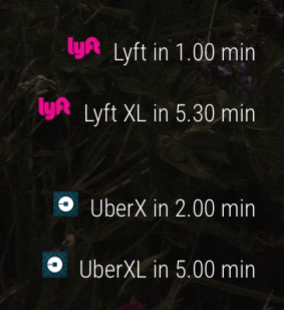 lyft Lyft in 1.00 min
lyft Lyft XL in 5.30 min
UberX in 2.00 min
UberXL in 5.00 min